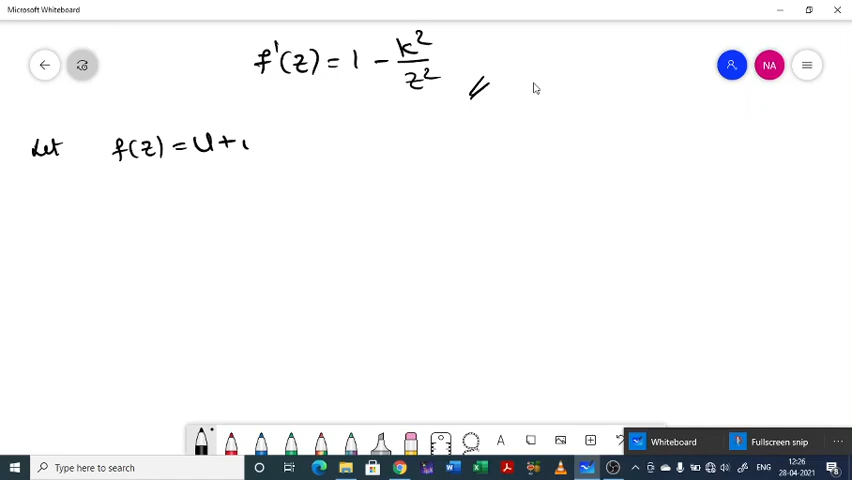 Microsoft Whiteboard
f'(z) = 1 - k²/z²
NA
Let f(z) = u + i
A
Whiteboard
Fullscreen snip
Type here to search
ENG
12:26
28-04-2021